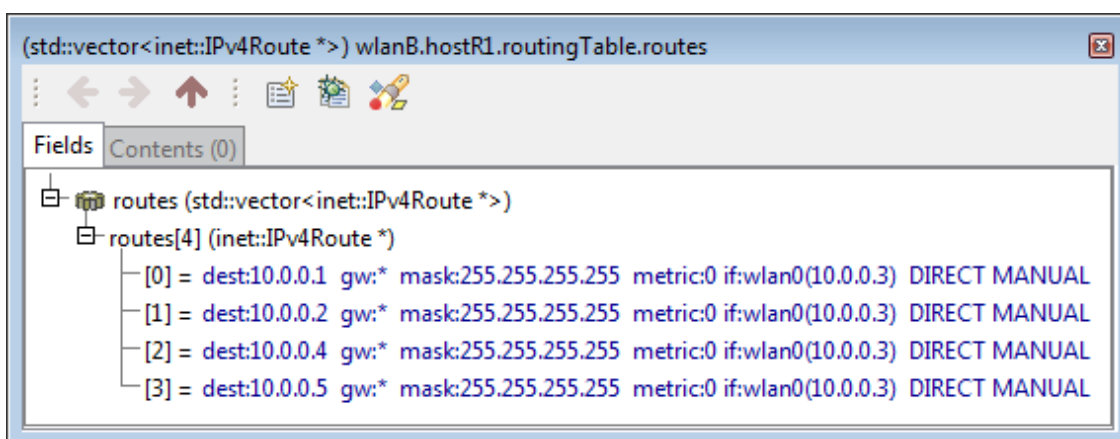 (std::vector<inet::IPv4Route *>) wlanB.hostR1.routingTable.routes
Fields Contents (0)
routes (std::vector<inet::IPv4Route *>)
routes[4] (inet::IPv4Route *)
[0] = dest:10.0.0.1 gw:* mask:255.255.255.255 metric:0 if:wlan0(10.0.0.3) DIRECT MANUAL
[1] = dest:10.0.0.2 gw:* mask:255.255.255.255 metric:0 if:wlan0(10.0.0.3) DIRECT MANUAL
[2] = dest:10.0.0.4 gw:* mask:255.255.255.255 metric:0 if:wlan0(10.0.0.3) DIRECT MANUAL
[3] = dest:10.0.0.5 gw:* mask:255.255.255.255 metric:0 if:wlan0(10.0.0.3) DIRECT MANUAL